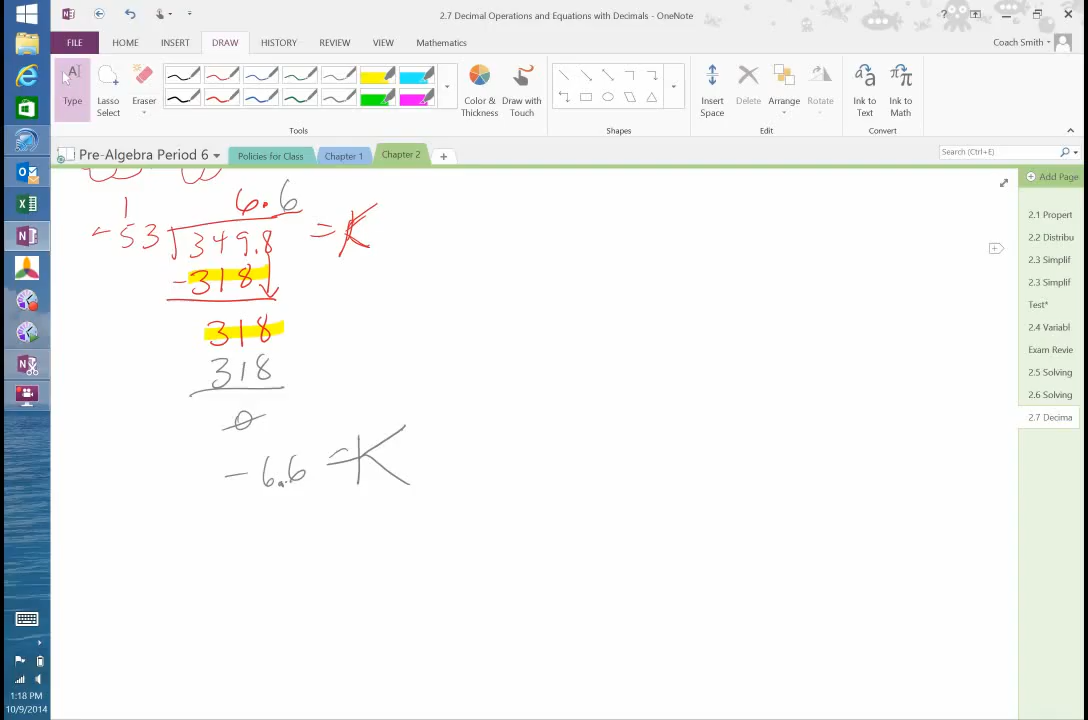 2.7 Decimal Operations and Equations with Decimals - OneNote
?
FILE HOME INSERT DRAW HISTORY REVIEW VIEW Mathematics
Coach Smith
Type
Lasso Select
Eraser
Color & Thickness
Draw with Touch
Insert Space
Delete
Arrange
Rotate
Ink to Text
Ink to Math
Tools
Shapes
Edit
Convert
Pre-Algebra Period 6 Policies for Class Chapter 1 Chapter 2
Search (Ctrl+E)
Add Page
2.1 Propert
2.2 Distribu
2.3 Simplif
2.3 Simplif
Test*
2.4 Variabl
Exam Revie
2.5 Solving
2.6 Solving
2.7 Decima
1
6.6
-53 349.8 = K
-318
318
318
0
-6.6 = K
1:18 PM
10/9/2014